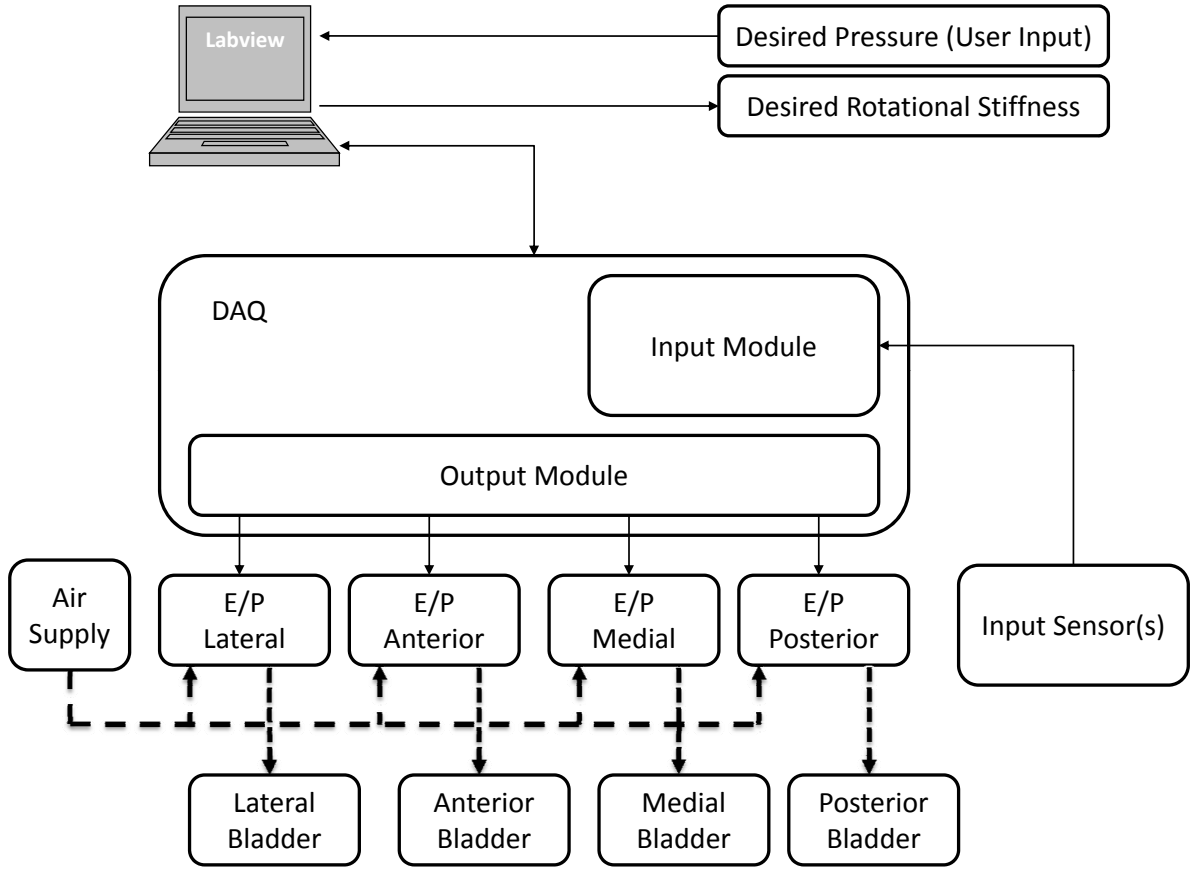 Labview
Desired Pressure (User Input)
Desired Rotational Stiffness
DAQ
Input Module
Output Module
Air
Supply
E/P
Lateral
E/P
Anterior
E/P
Medial
E/P
Posterior
Input Sensor(s)
Lateral
Bladder
Anterior
Bladder
Medial
Bladder
Posterior
Bladder